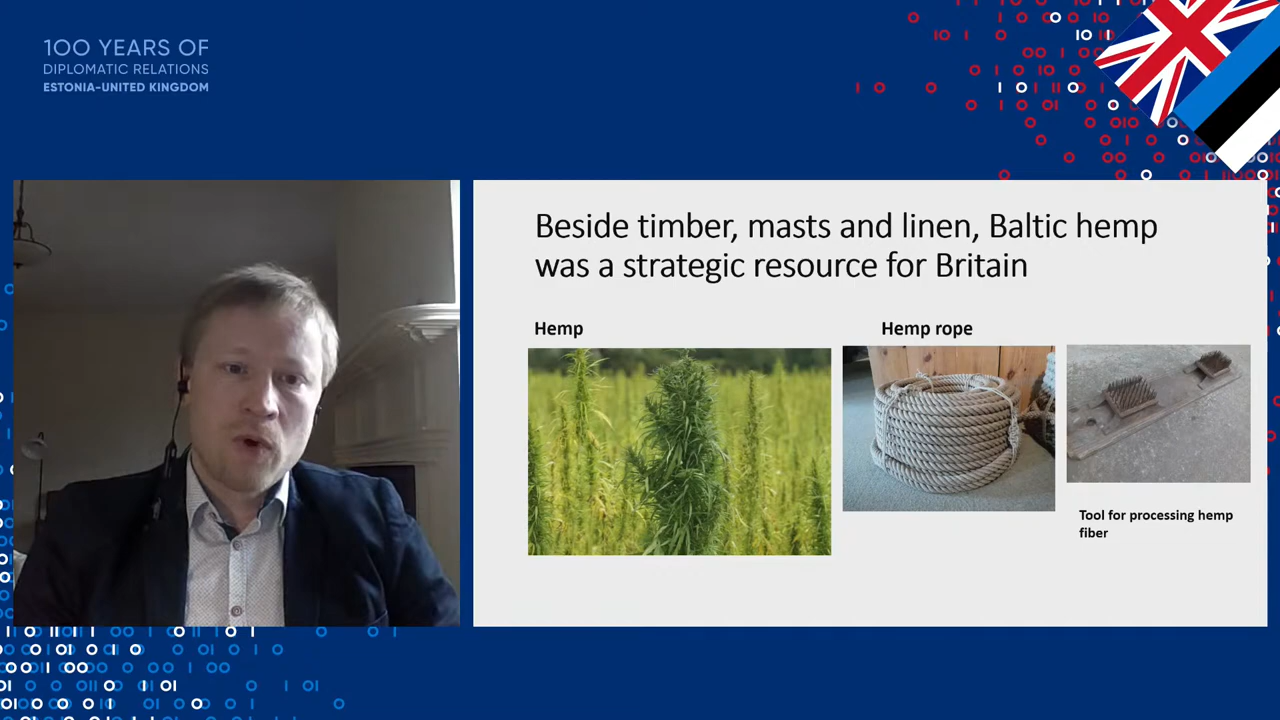 100 YEARS OF
DIPLOMATIC RELATIONS
ESTONIA-UNITED KINGDOM
Beside timber, masts and linen, Baltic hemp
was a strategic resource for Britain
Hemp
Hemp rope
Tool for processing hemp
fiber